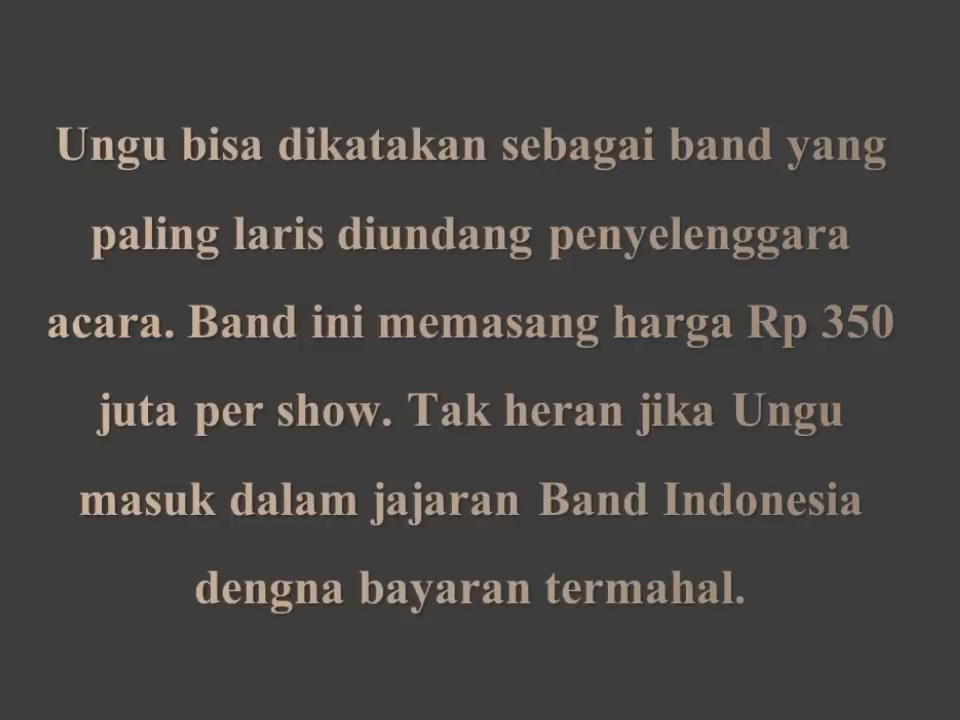 Ungu bisa dikatakan sebagai band yang
paling laris diundang penyelenggara
acara. Band ini memasang harga Rp 350
juta per show. Tak heran jika Ungu
masuk dalam jajaran Band Indonesia
dengna bayaran termahal.